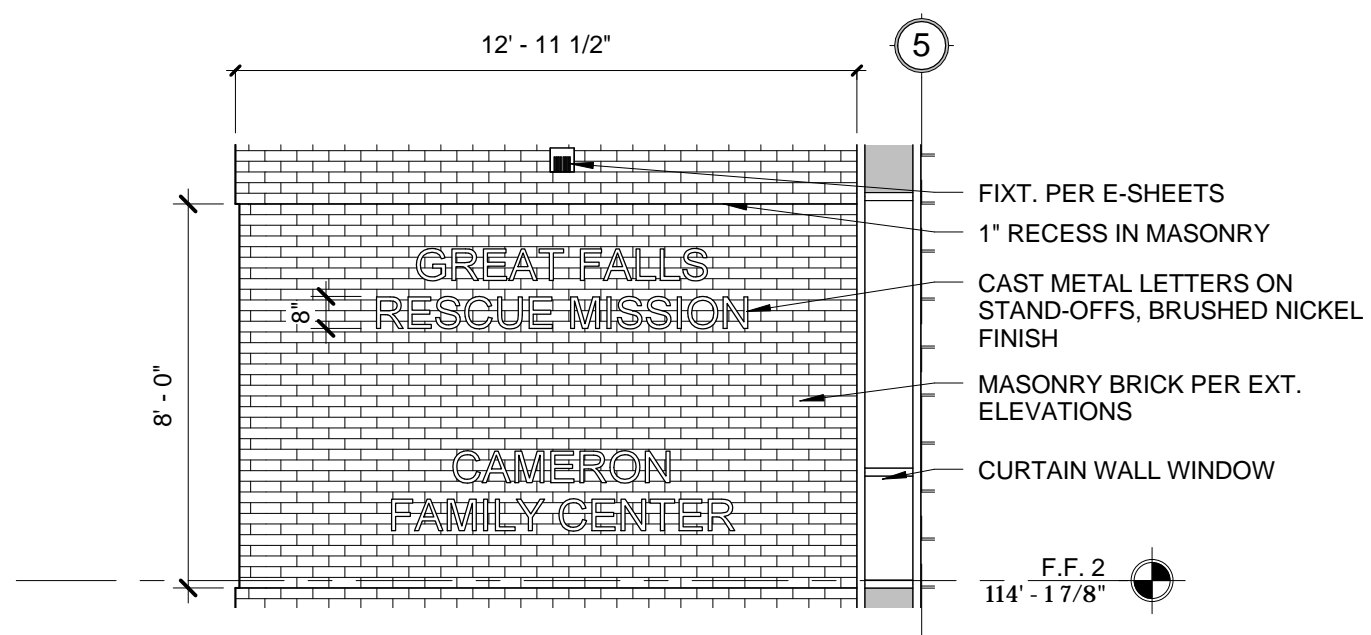 12' - 11 1/2"
5
FIXT. PER E-SHEETS
1" RECESS IN MASONRY
GREAT FALLS
RESCUE MISSION
8"
CAST METAL LETTERS ON
STAND-OFFS, BRUSHED NICKEL
FINISH
8' - 0"
MASONRY BRICK PER EXT.
ELEVATIONS
CAMERON
FAMILY CENTER
CURTAIN WALL WINDOW
F.F. 2
114' - 1 7/8"